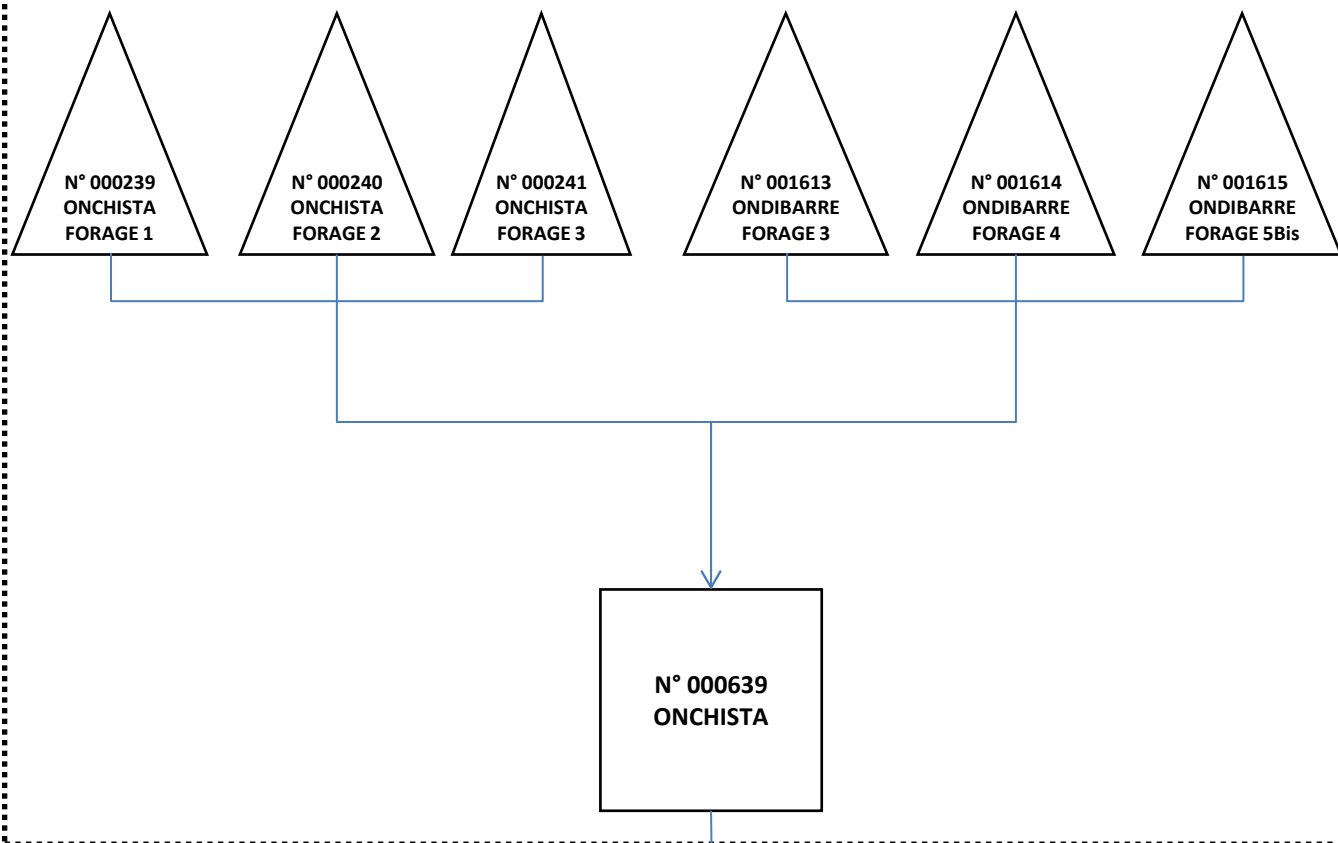 N° 000239
ONCHISTA
FORAGE 1
N° 000240
ONCHISTA
FORAGE 2
N° 000241
ONCHISTA
FORAGE 3
N° 001613
ONDIBARRE
FORAGE 3
N° 001614
ONDIBARRE
FORAGE 4
N° 001615
ONDIBARRE
FORAGE 5Bis
N° 000639
ONCHISTA